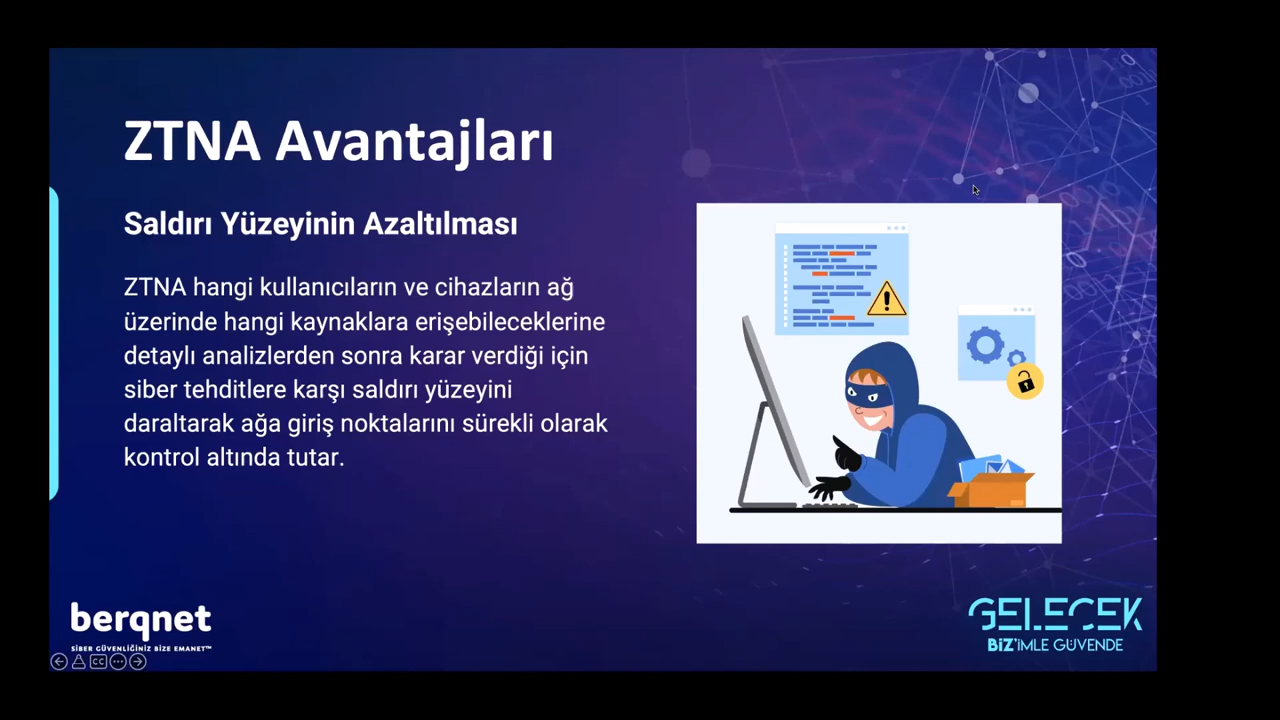 ZTNA Avantajları
Saldırı Yüzeyinin Azaltılması
ZTNA hangi kullanıcıların ve cihazların ağ
üzerinde hangi kaynaklara erişebileceklerine
detaylı analizlerden sonra karar verdiği için
siber tehditlere karşı saldırı yüzeyini
daraltarak ağa giriş noktalarını sürekli olarak
kontrol altında tutar.
berqnet
SİBER GÜVENLİĞİNİZ BİZE EMANET™
CC
GELECEK
BİZ'İMLE GÜVENDE